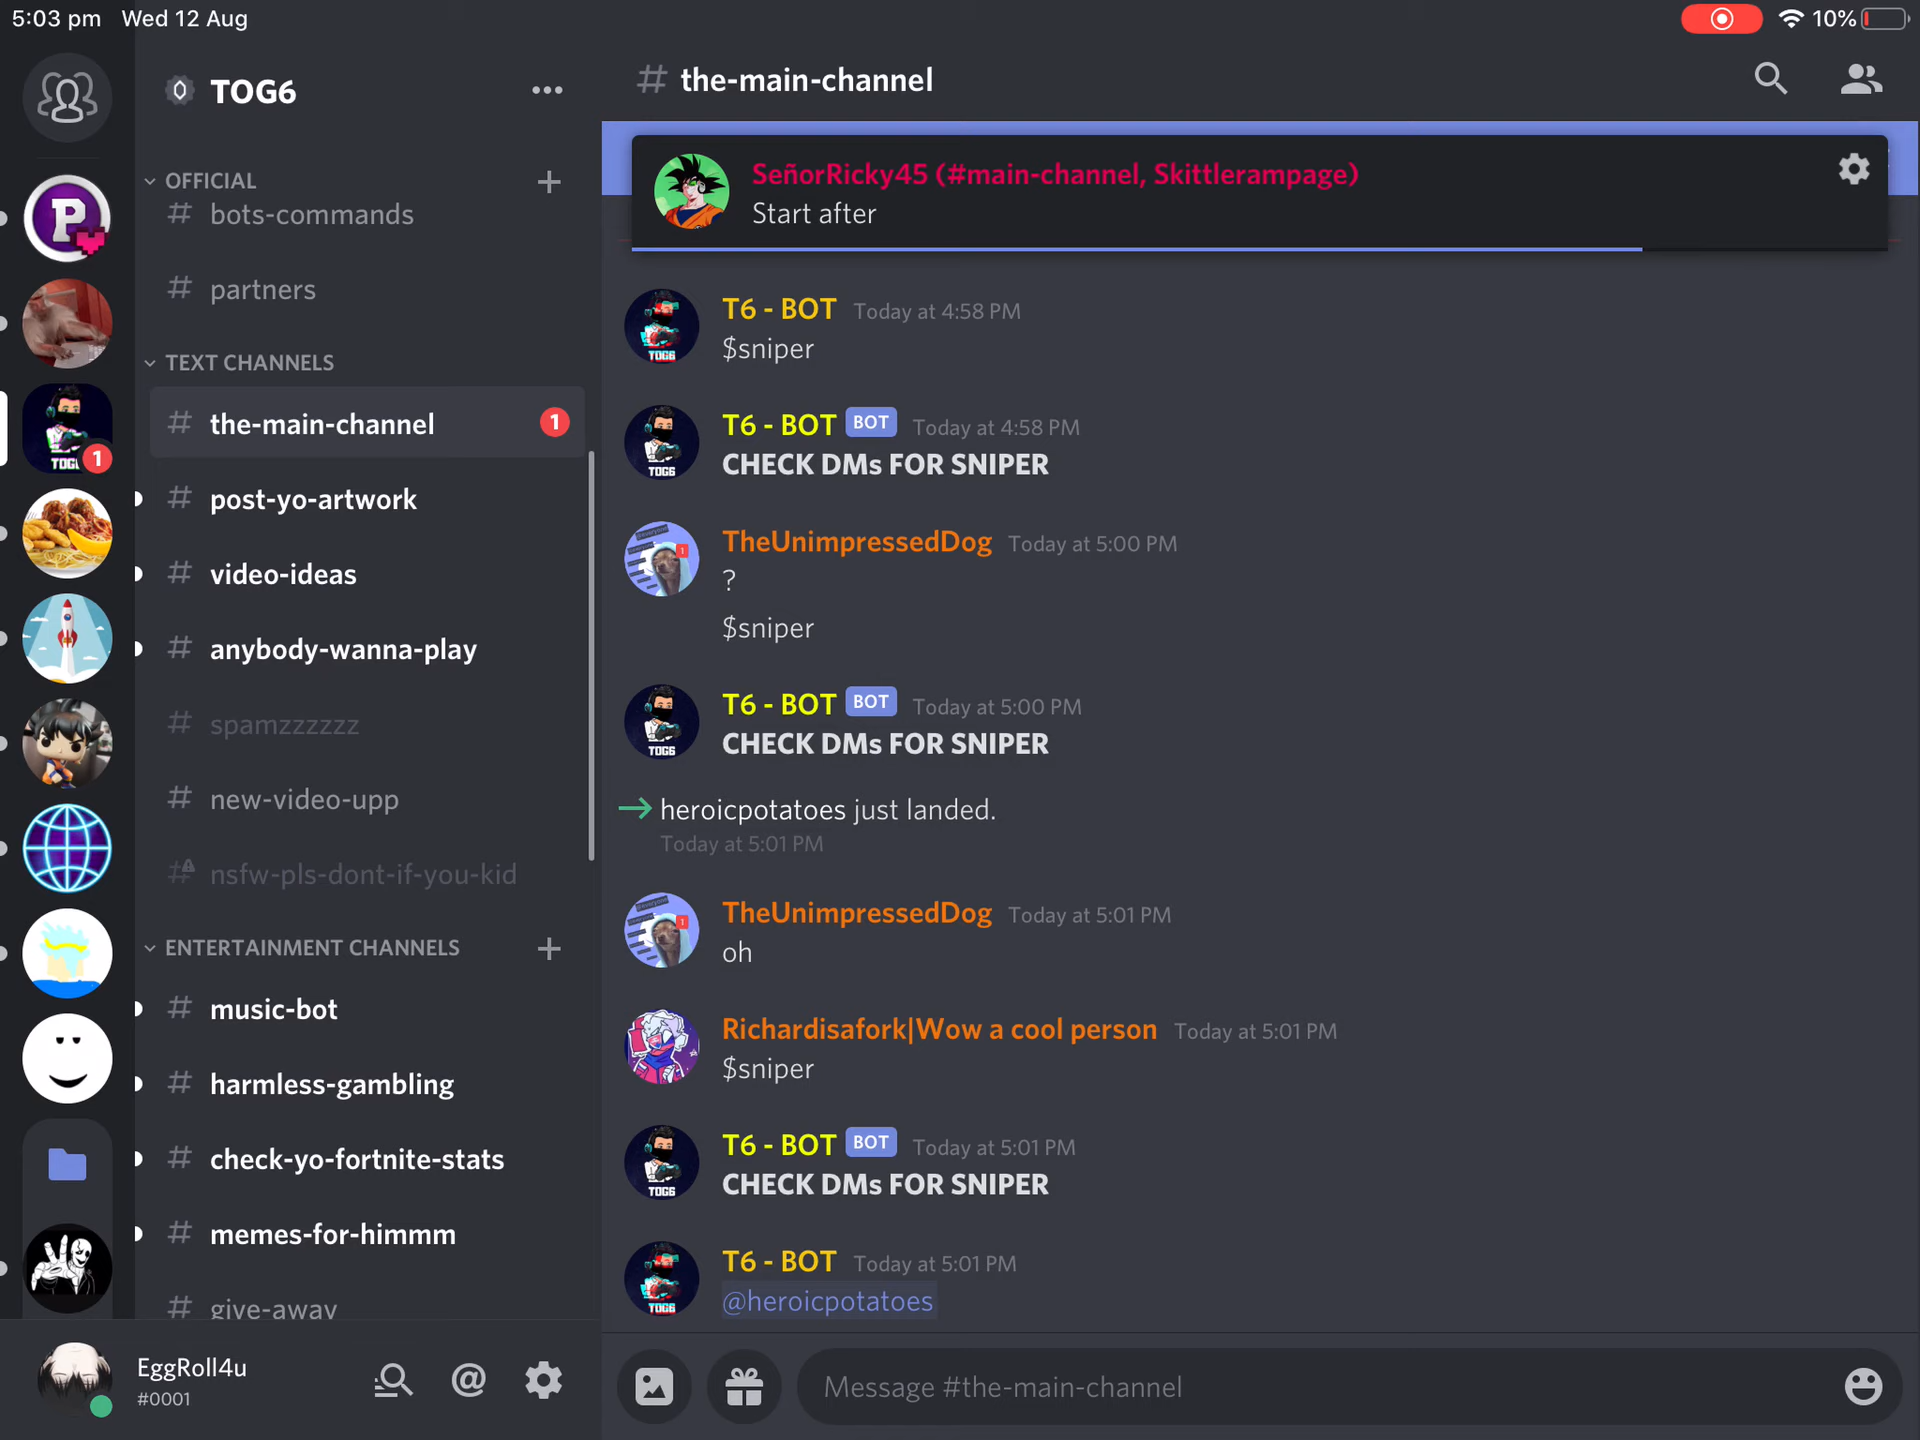 5:03 pm Wed 12 Aug
10%
TOG6
OFFICIAL
bots-commands
partners
TEXT CHANNELS
the-main-channel
1
TOG
1
post-yo-artwork
video-ideas
anybody-wanna-play
spamzzzzzz
new-video-upp
nsfw-pls-dont-if-you-kid
ENTERTAINMENT CHANNELS
music-bot
harmless-gambling
check-yo-fortnite-stats
memes-for-himmm
give-away
EggRoll4u
#0001
# the-main-channel
SeñorRicky45 (#main-channel, Skittlerampage)
Start after
T6 - BOT Today at 4:58 PM
$sniper
TOG6
T6 - BOT BOT Today at 4:58 PM
CHECK DMs FOR SNIPER
TOG6
TheUnimpressedDog Today at 5:00 PM
?
$sniper
T6 - BOT BOT Today at 5:00 PM
CHECK DMs FOR SNIPER
TOG6
heroicpotatoes just landed.
Today at 5:01 PM
TheUnimpressedDog Today at 5:01 PM
oh
Richardisafork|Wow a cool person Today at 5:01 PM
$sniper
T6 - BOT BOT Today at 5:01 PM
CHECK DMs FOR SNIPER
TOG6
T6 - BOT Today at 5:01 PM
@heroicpotatoes
TOG6
Message #the-main-channel